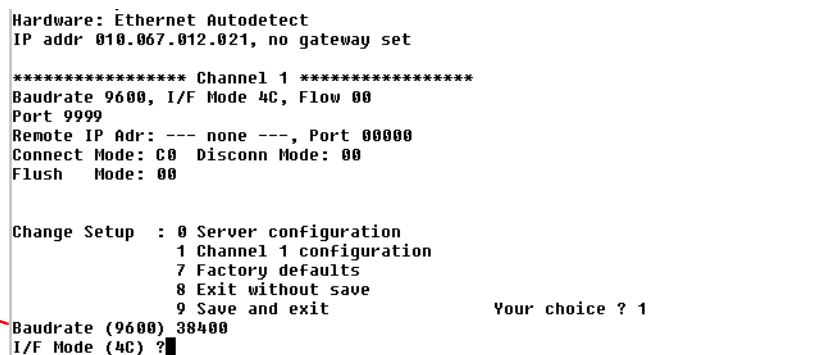 Hardware: Ethernet Autodetect
IP addr 010.067.012.021, no gateway set
***************** Channel 1 *****************
Baudrate 9600, I/F Mode 4C, Flow 00
Port 9999
Remote IP Adr: --- none ---, Port 00000
Connect Mode: C0  Disconn Mode: 00
Flush   Mode: 00
Change Setup  : 0 Server configuration
1 Channel 1 configuration
7 Factory defaults
8 Exit without save
9 Save and exit                   Your choice ? 1
Baudrate (9600) 38400
I/F Mode (4C) ?